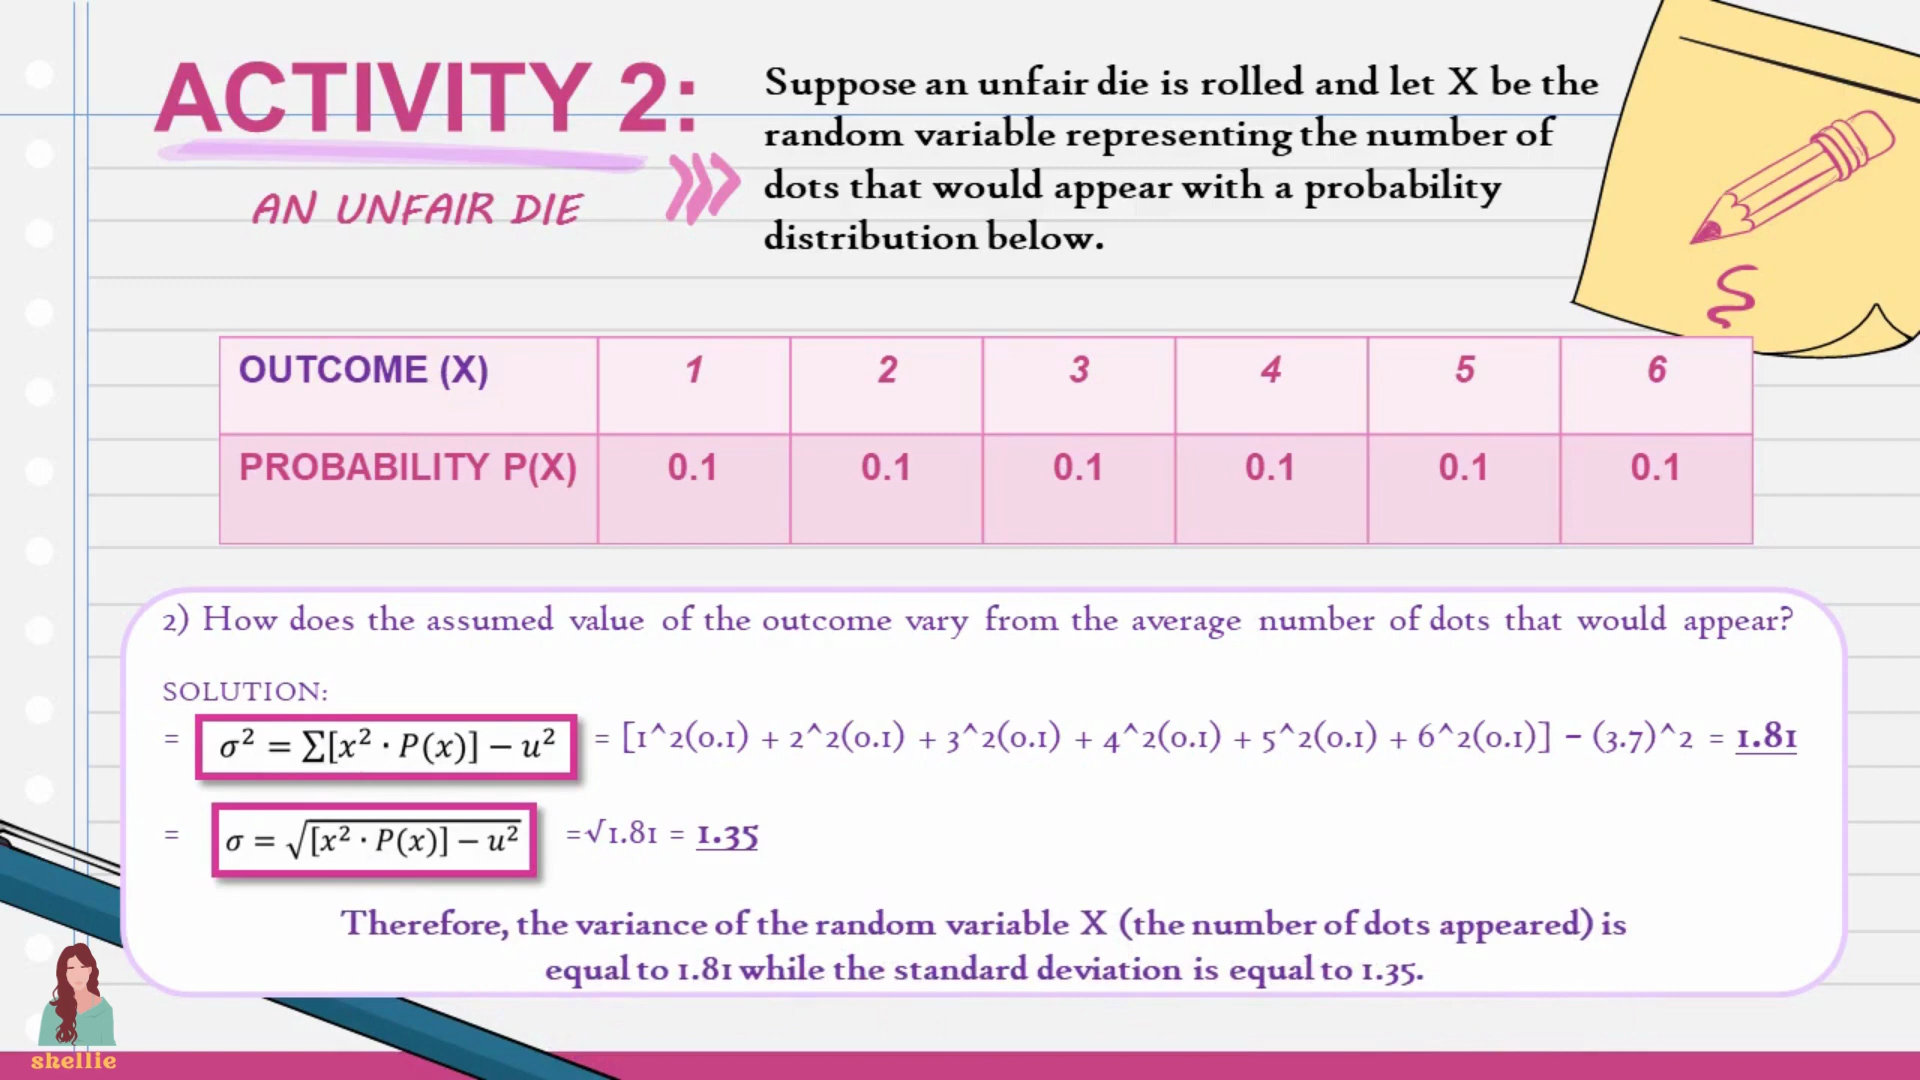 ACTIVITY 2:
AN UNFAIR DIE
Suppose an unfair die is rolled and let X be the
random variable representing the number of
dots that would appear with a probability
distribution below.
OUTCOME (X) 1 2 3 4 5 6
PROBABILITY P(X) 0.1 0.1 0.1 0.1 0.1 0.1
2) How does the assumed value of the outcome vary from the average number of dots that would appear?
SOLUTION:
= σ² = ∑[x² · P(x)] − u² = [1^2(0.1) + 2^2(0.1) + 3^2(0.1) + 4^2(0.1) + 5^2(0.1) + 6^2(0.1)] - (3.7)^2 = 1.81
= σ = √[x² · P(x)] − u² =√1.81 = 1.35
Therefore, the variance of the random variable X (the number of dots appeared) is
equal to 1.81 while the standard deviation is equal to 1.35.
shellie